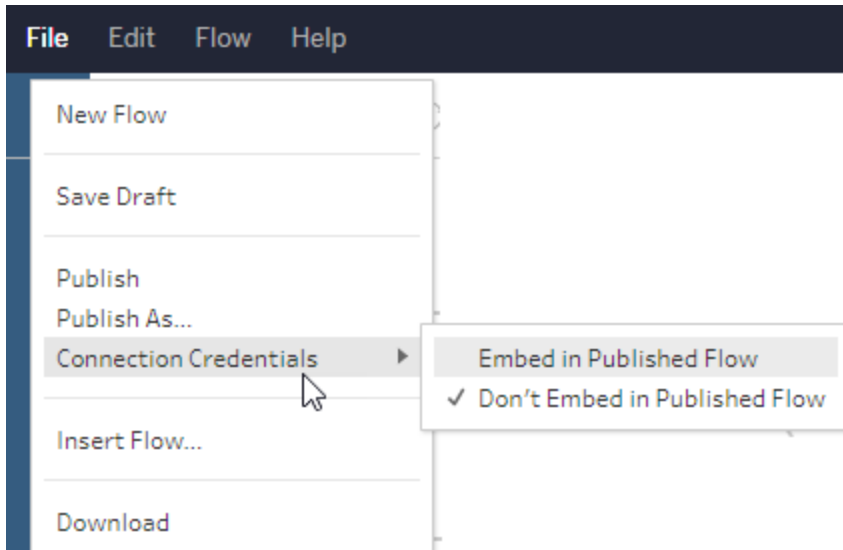 File Edit Flow Help
New Flow
Save Draft
Publish
Publish As...
Connection Credentials
Embed in Published Flow
✓ Don't Embed in Published Flow
Insert Flow...
Download